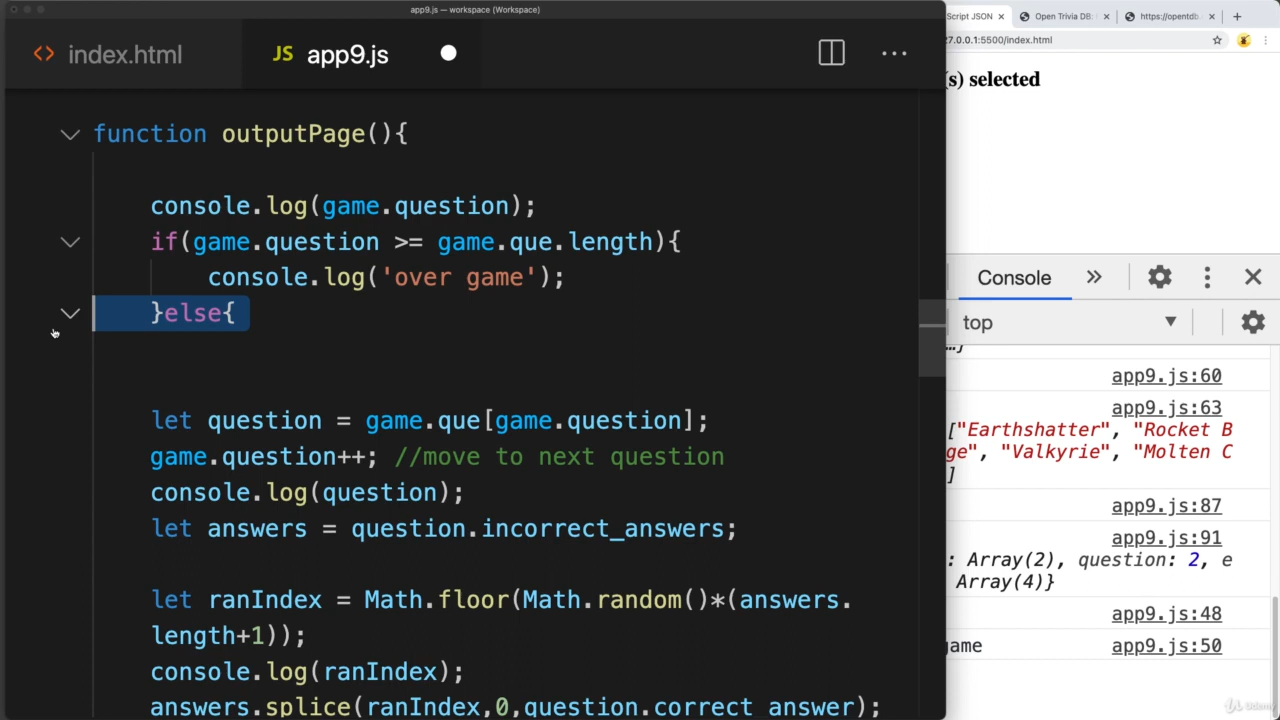 app9.js — workspace (Workspace)
index.html
JS app9.js
function outputPage(){
console.log(game.question);
if(game.question >= game.que.length){
console.log('over game');
}else{
let question = game.que[game.question];
game.question++; //move to next question
console.log(question);
let answers = question.incorrect_answers;
let ranIndex = Math.floor(Math.random()*(answers.
length+1));
console.log(ranIndex);
answers.splice(ranIndex,0,question.correct_answer);
Script JSON
Open Trivia DB:
https://opentdb
27.0.0.1:5500/index.html
(s) selected
Console
top
app9.js:60
app9.js:63
["Earthshatter", "Rocket B
ge", "Valkyrie", "Molten C
]
app9.js:87
app9.js:91
: Array(2), question: 2, e
Array(4)}
app9.js:48
game app9.js:50
Udemy